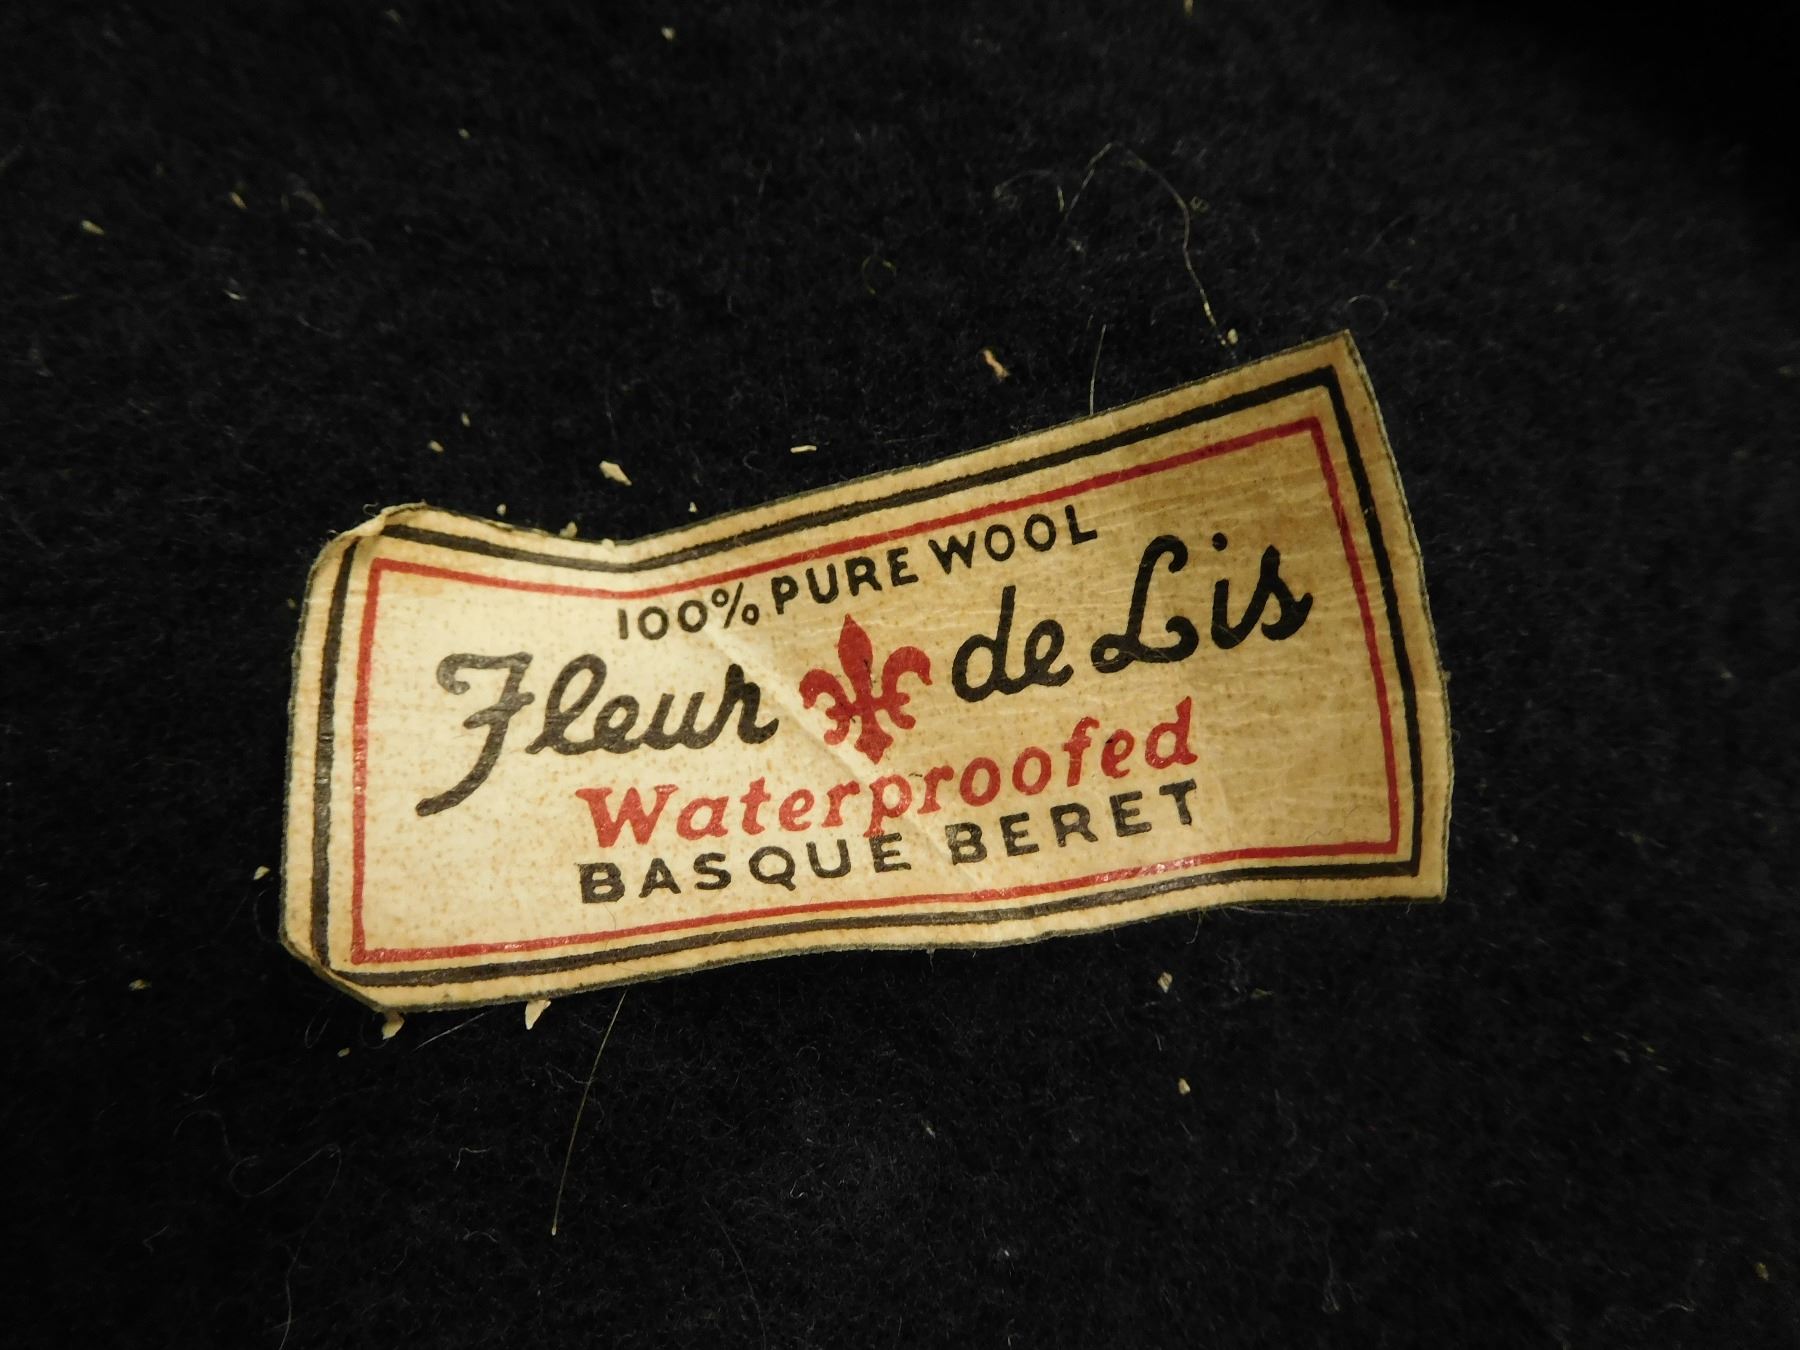 100% PURE WOOL
Fleur de Lis
Waterproofed
BASQUE BERET